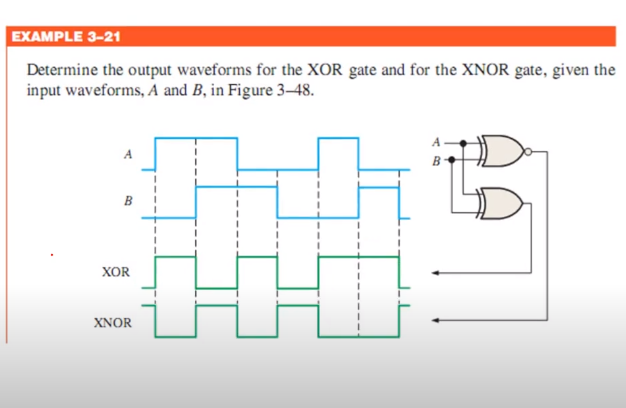 EXAMPLE 3–21
Determine the output waveforms for the XOR gate and for the XNOR gate, given the
input waveforms, A and B, in Figure 3–48.
A
B
A
B
XOR
XNOR